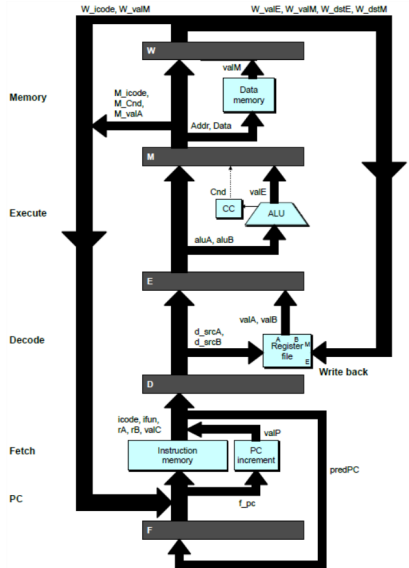 W_icode, W_valM
W_valE, W_valM, W_dstE, W_dstM
W
valM
Memory
M_icode,
M_Cnd,
M_valA
Data
memory
Addr, Data
M
Cnd
valE
Execute
CC
ALU
aluA, aluB
E
valA, valB
Decode
d_srcA,
d_srcB
A B
M
Register
file
E
Write back
D
icode, ifun,
rA, rB, valC
valP
Fetch
Instruction
memory
PC
increment
predPC
PC
f_pc
F